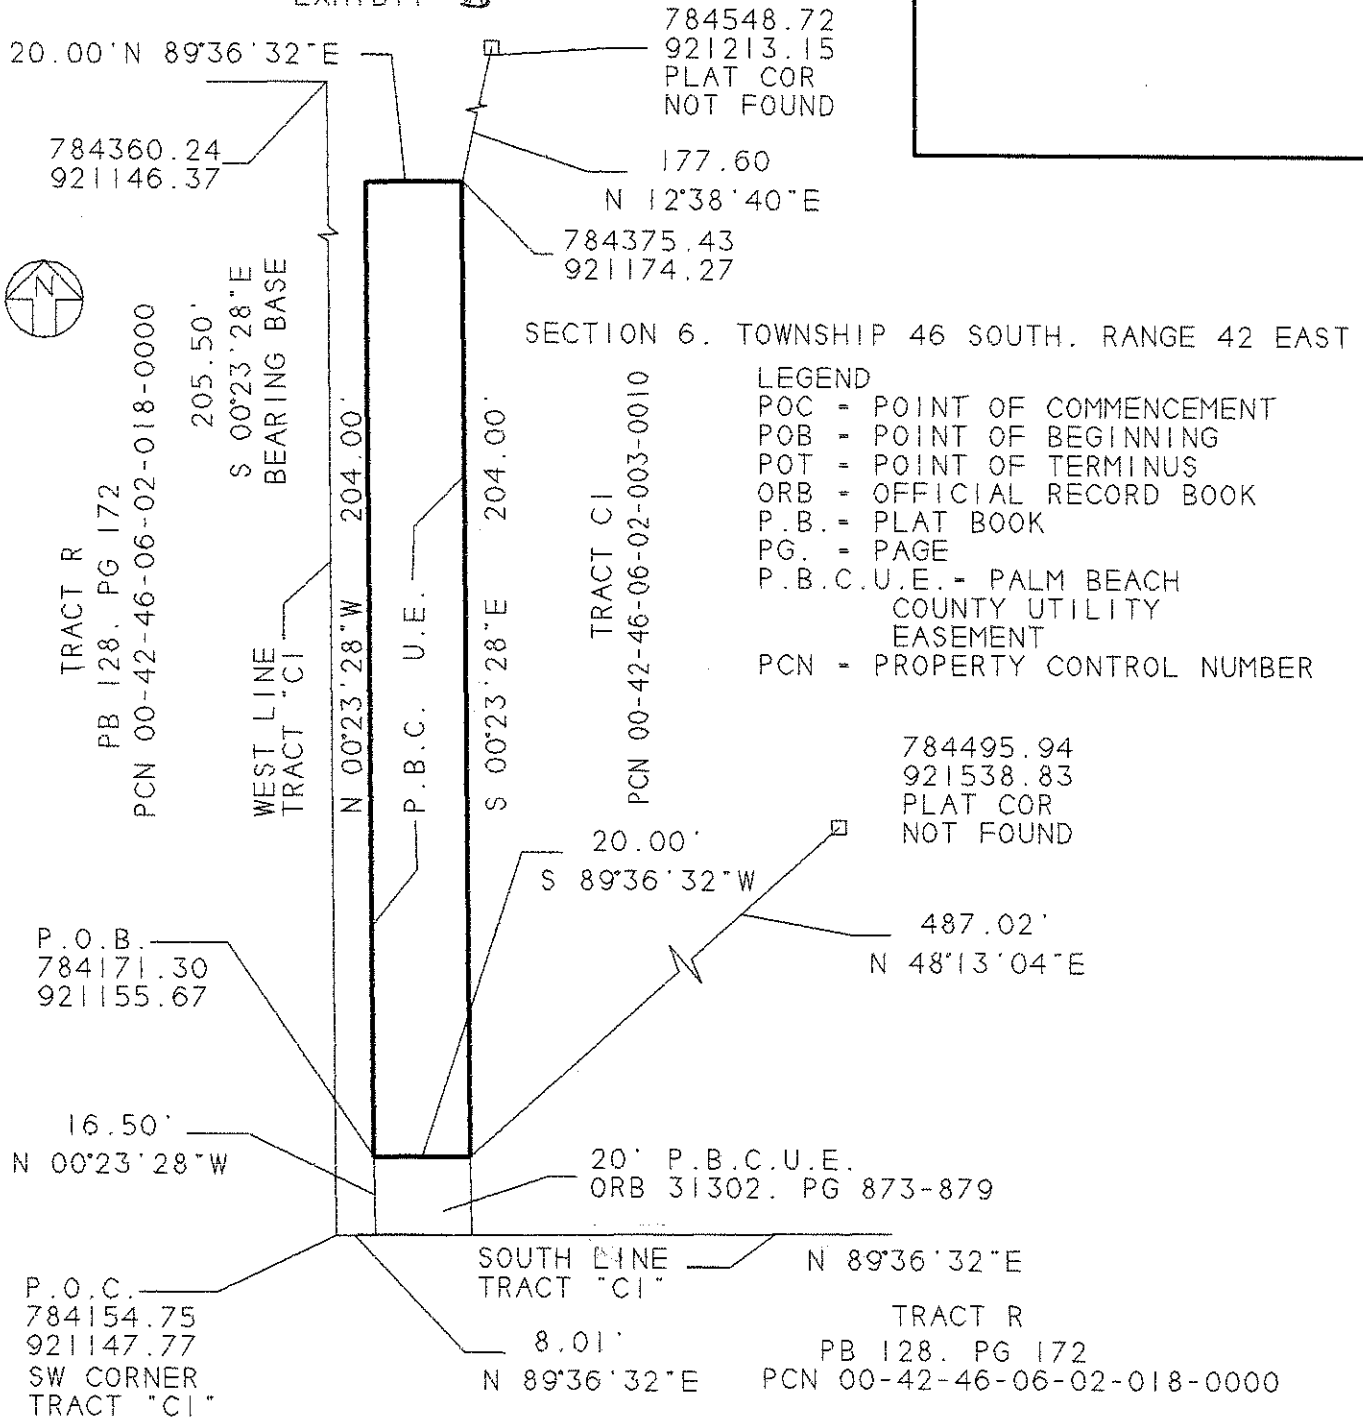 EXHIBIT
20.00'N 89°36'32"E
784548.72
921213.15
PLAT COR
NOT FOUND
784360.24
921146.37
177.60
N 12°38'40"E
784375.43
921174.27
N
205.50'
S 00°23'28"E
BEARING BASE
TRACT R
PB 128. PG 172
PCN 00-42-46-06-02-018-0000
WEST LINE
TRACT "C1
N 00°23'28"W 204.00'
P.B.C. U.E.
S 00°23'28"E 204.00'
TRACT C1
PCN 00-42-46-06-02-003-0010
SECTION 6. TOWNSHIP 46 SOUTH. RANGE 42 EAST
LEGEND
POC = POINT OF COMMENCEMENT
POB = POINT OF BEGINNING
POT = POINT OF TERMINUS
ORB = OFFICIAL RECORD BOOK
P.B. = PLAT BOOK
PG. = PAGE
P.B.C.U.E. = PALM BEACH
COUNTY UTILITY
EASEMENT
PCN = PROPERTY CONTROL NUMBER
784495.94
921538.83
PLAT COR
NOT FOUND
20.00'
S 89°36'32"W
487.02'
N 48°13'04"E
P.O.B.
784171.30
921155.67
16.50'
N 00°23'28"W
20' P.B.C.U.E.
ORB 31302. PG 873-879
SOUTH LINE
TRACT "C1"
N 89°36'32"E
P.O.C.
784154.75
921147.77
SW CORNER
TRACT "C1"
8.01'
N 89°36'32"E
TRACT R
PB 128. PG 172
PCN 00-42-46-06-02-018-0000